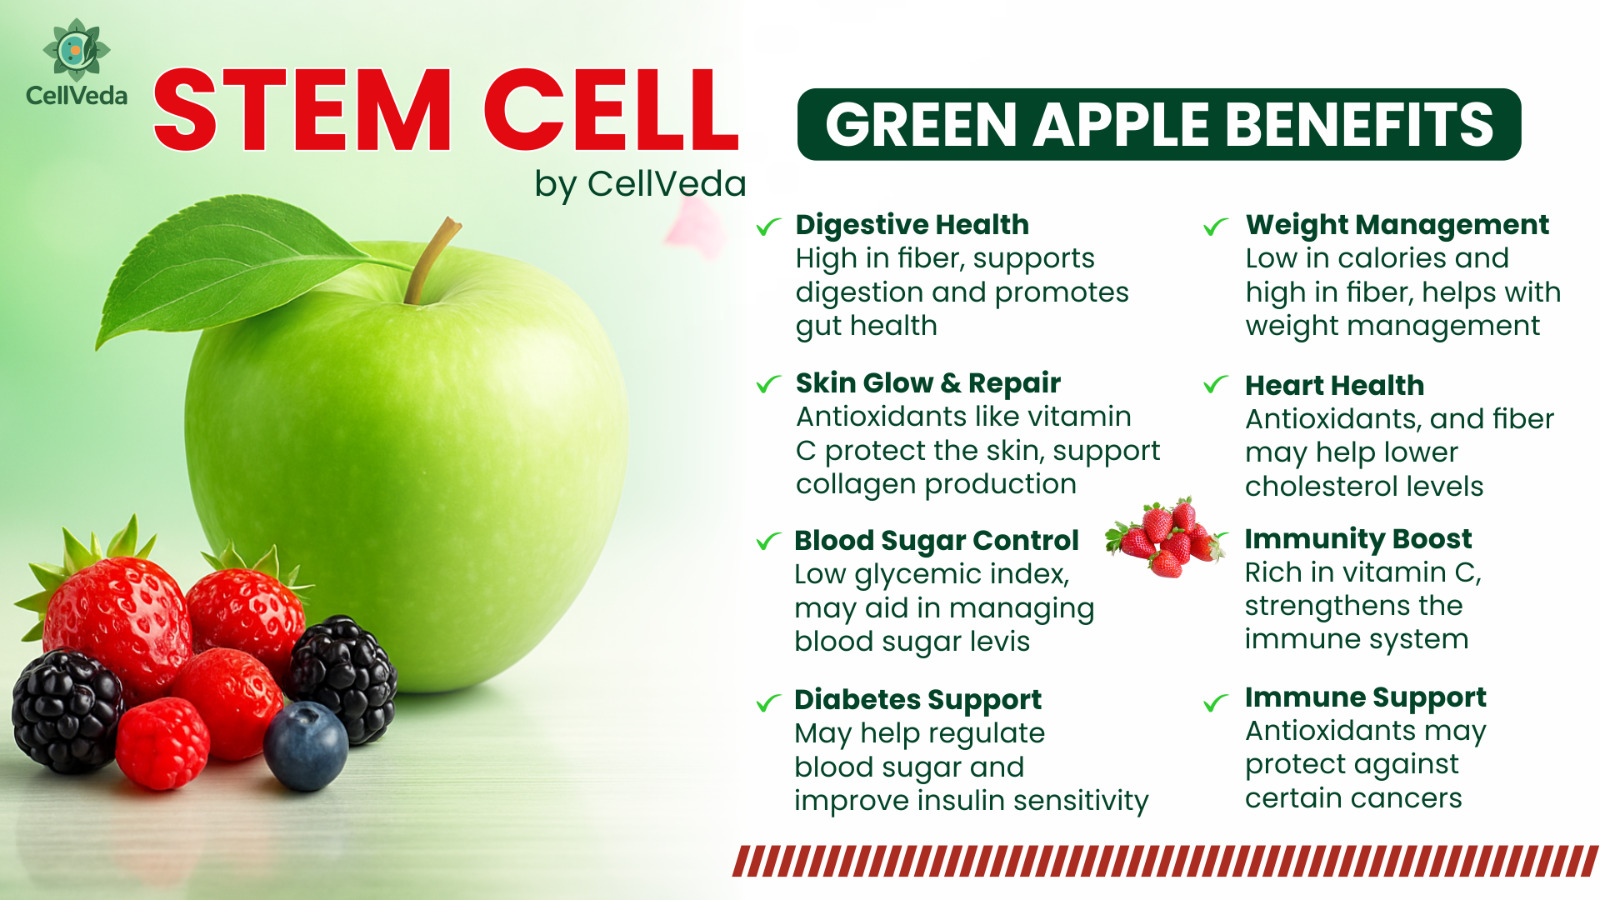 CellVeda
STEM CELL
by CellVeda
GREEN APPLE BENEFITS
Digestive Health
High in fiber, supports
digestion and promotes
gut health
Skin Glow & Repair
Antioxidants like vitamin
C protect the skin, support
collagen production
Blood Sugar Control
Low glycemic index,
may aid in managing
blood sugar levis
Diabetes Support
May help regulate
blood sugar and
improve insulin sensitivity
Weight Management
Low in calories and
high in fiber, helps with
weight management
Heart Health
Antioxidants, and fiber
may help lower
cholesterol levels
Immunity Boost
Rich in vitamin C,
strengthens the
immune system
Immune Support
Antioxidants may
protect against
certain cancers